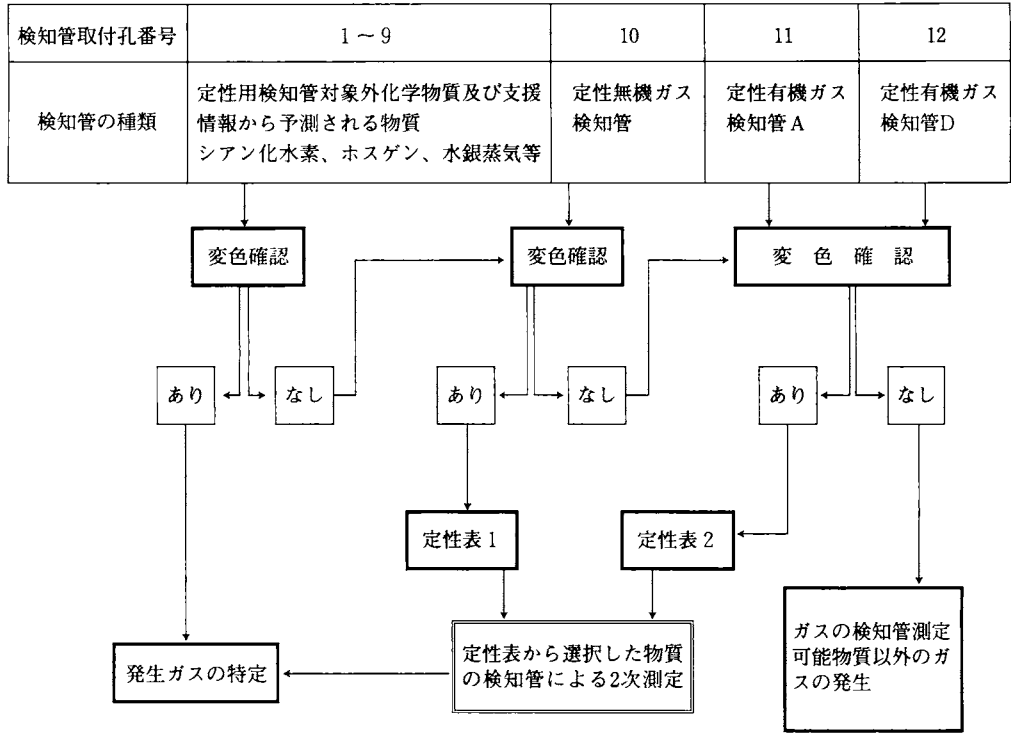 検知管取付孔番号
1～9
10
11
12
検知管の種類
定性用検知管対象外化学物質及び支援
情報から予測される物質
シアン化水素、ホスゲン、水銀蒸気等
定性無機ガス
検知管
定性有機ガス
検知管A
定性有機ガス
検知管D
変色確認
変色確認
変色確認
あり
なし
あり
なし
あり
なし
定性表1
定性表2
発生ガスの特定
定性表から選択した物質
の検知管による2次測定
ガスの検知管測定
可能物質以外のガ
スの発生